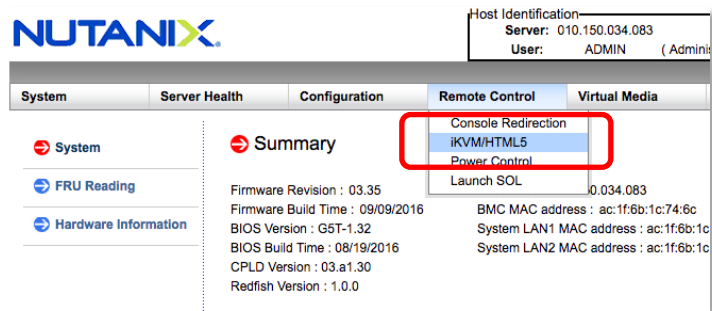 NUTANIX
Host Identification
Server: 010.150.034.083
User: ADMIN ( Adminis
System Server Health Configuration Remote Control Virtual Media
Console Redirection
iKVM/HTML5
Power Control
Launch SOL
System
FRU Reading
Hardware Information
Summary
Firmware Revision : 03.35
0.034.083
Firmware Build Time : 09/09/2016
BMC MAC address : ac:1f:6b:1c:74:6c
BIOS Version : G5T-1.32
System LAN1 MAC address : ac:1f:6b:1c
BIOS Build Time : 08/19/2016
System LAN2 MAC address : ac:1f:6b:1c
CPLD Version : 03.a1.30
Redfish Version : 1.0.0